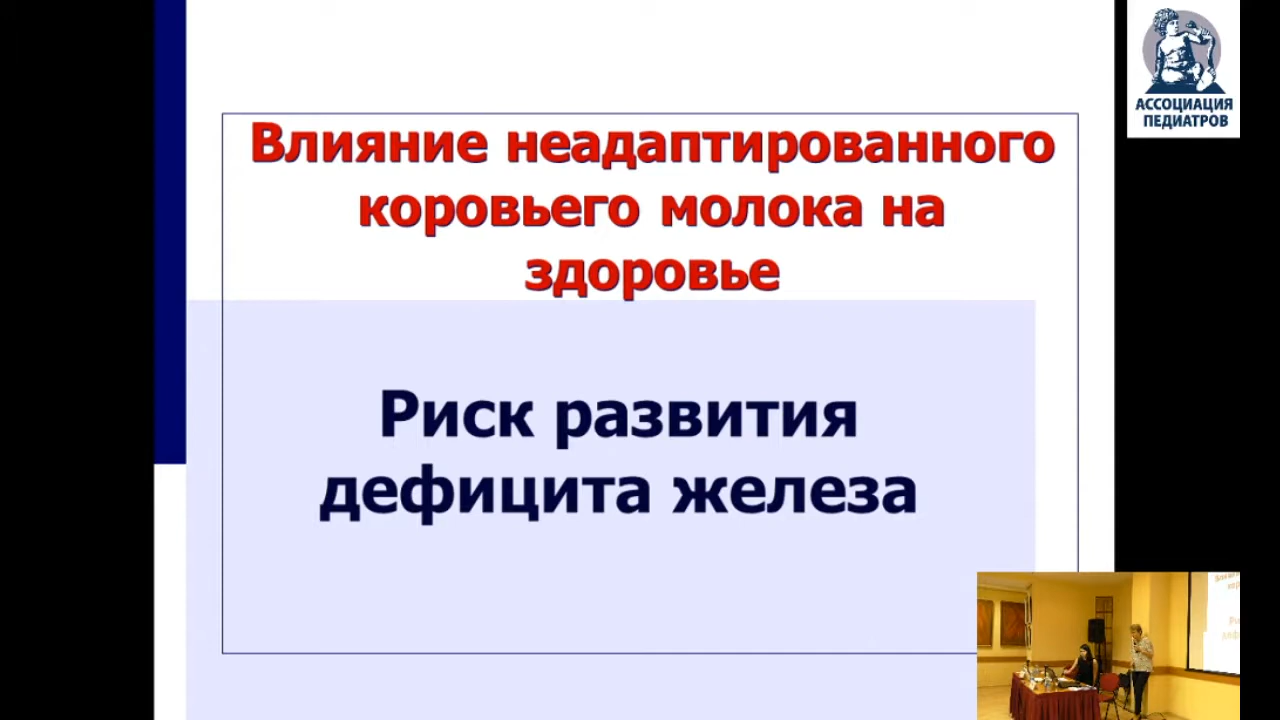 АССОЦИАЦИЯ
ПЕДИАТРОВ
Влияние неадаптированного
коровьего молока на
здоровье
Риск развития
дефицита железа